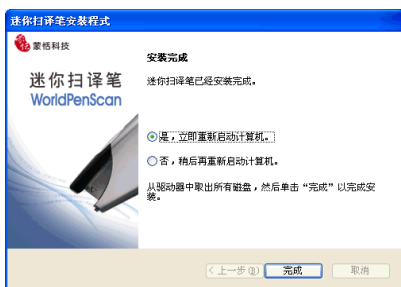 迷你扫译笔安装程式
蒙恬科技
迷你扫译笔
WorldPenScan
安装完成
迷你扫译笔已经安装完成。
是，立即重新启动计算机。
否，稍后再重新启动计算机。
从驱动器中取出所有磁盘，然后单击“完成”以完成安
装。
< 上一步(B)
完成
取消